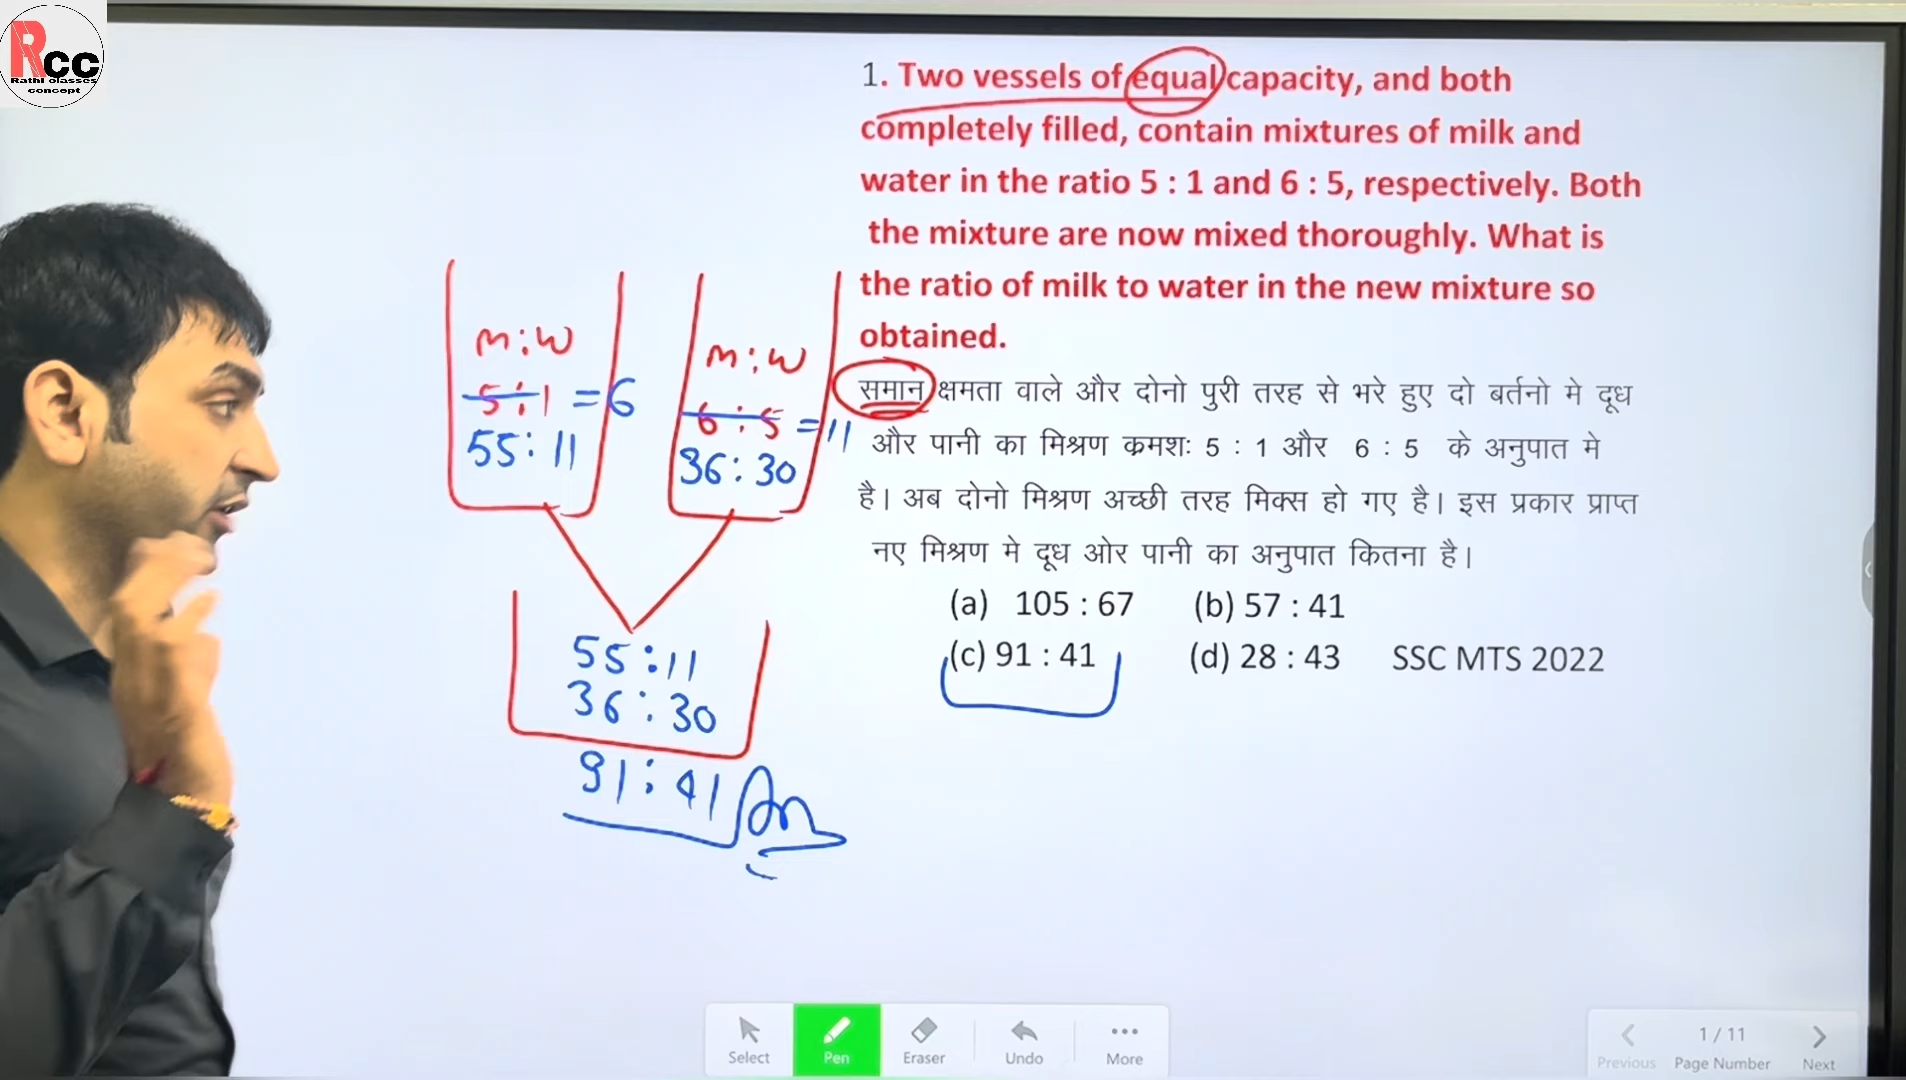 Rcc
Rathi classes
concept
1. Two vessels of equal capacity, and both
completely filled, contain mixtures of milk and
water in the ratio 5 : 1 and 6 : 5, respectively. Both
the mixture are now mixed thoroughly. What is
the ratio of milk to water in the new mixture so
obtained.
समान क्षमता वाले और दोनो पुरी तरह से भरे हुए दो बर्तनो मे दूध
और पानी का मिश्रण क्रमशः 5 : 1 और 6 : 5 के अनुपात मे
है। अब दोनो मिश्रण अच्छी तरह मिक्स हो गए है। इस प्रकार प्राप्त
नए मिश्रण मे दूध ओर पानी का अनुपात कितना है।
(a) 105 : 67 (b) 57 : 41
(c) 91 : 41 (d) 28 : 43 SSC MTS 2022
m : w
5 : 1 = 6
55 : 11
m : w
6 : 5 = 11
36 : 30
55 : 11
36 : 30
91 : 41 Ans
Select Pen Eraser Undo More
1 / 11
Previous Page Number Next